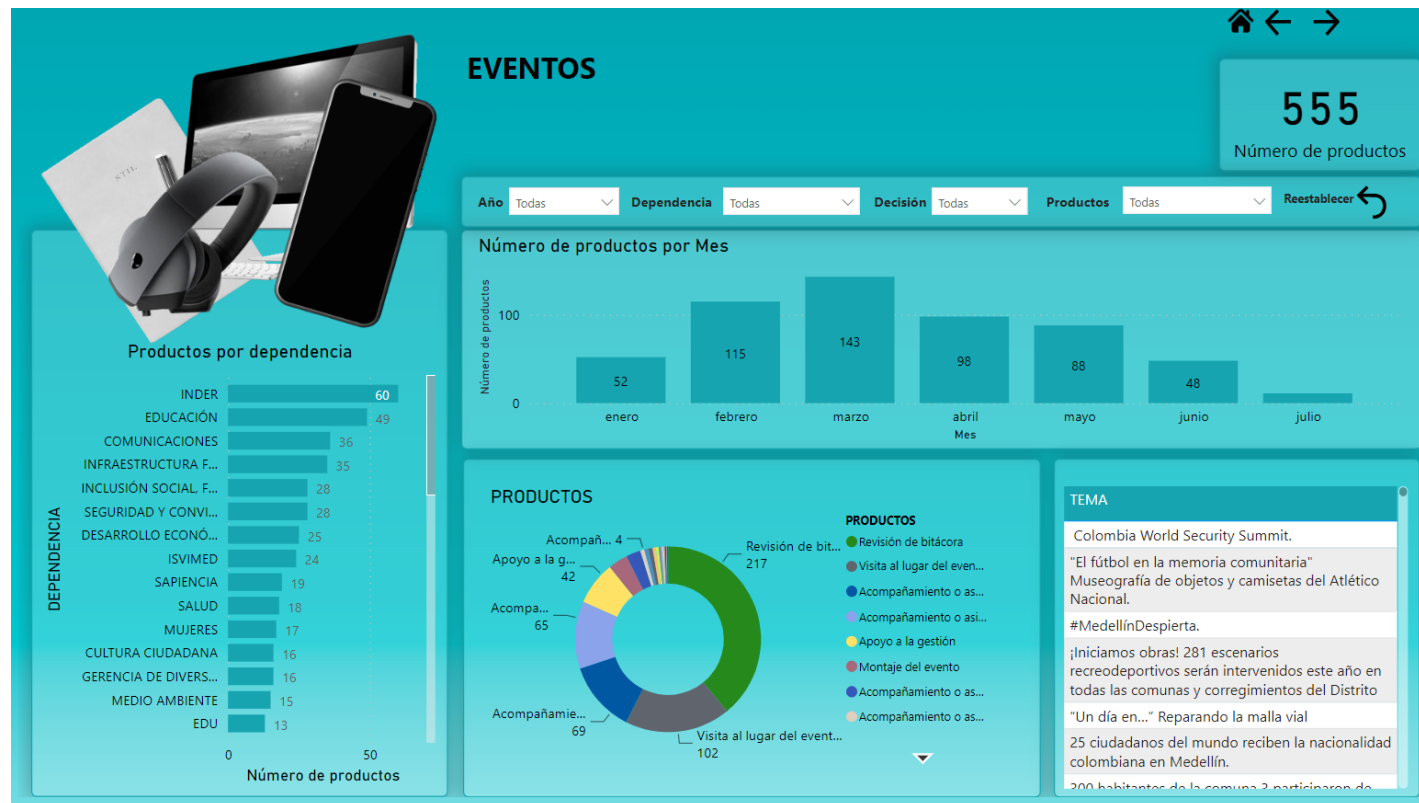 EVENTOS
555
Número de productos
STIL
Año Todas Dependencia Todas Decisión Todas Productos Todas Reestablecer
Número de productos por Mes
Número de productos
100
0
52
115
143
98
88
48
enero febrero marzo abril mayo junio julio
Mes
Productos por dependencia
DEPENDENCIA
INDER 60
EDUCACIÓN 49
COMUNICACIONES 36
INFRAESTRUCTURA F... 35
INCLUSIÓN SOCIAL, F... 28
SEGURIDAD Y CONVI... 28
DESARROLLO ECONÓ... 25
ISVIMED 24
SAPIENCIA 19
SALUD 18
MUJERES 17
CULTURA CIUDADANA 16
GERENCIA DE DIVERS... 16
MEDIO AMBIENTE 15
EDU 13
0 50
Número de productos
PRODUCTOS
Acompañ... 4
Apoyo a la g...
42
Acompa...
65
Acompañamie...
69
Revisión de bit...
217
Visita al lugar del event...
102
PRODUCTOS
Revisión de bitácora
Visita al lugar del even...
Acompañamiento o as...
Acompañamiento o asi...
Apoyo a la gestión
Montaje del evento
Acompañamiento o as...
Acompañamiento o as...
TEMA
Colombia World Security Summit.
"El fútbol en la memoria comunitaria"
Museografía de objetos y camisetas del Atlético
Nacional.
#MedellínDespierta.
¡Iniciamos obras! 281 escenarios
recreodeportivos serán intervenidos este año en
todas las comunas y corregimientos del Distrito
"Un día en..." Reparando la malla vial
25 ciudadanos del mundo reciben la nacionalidad
colombiana en Medellín.
300 habitantes de la comuna 3 participaron de